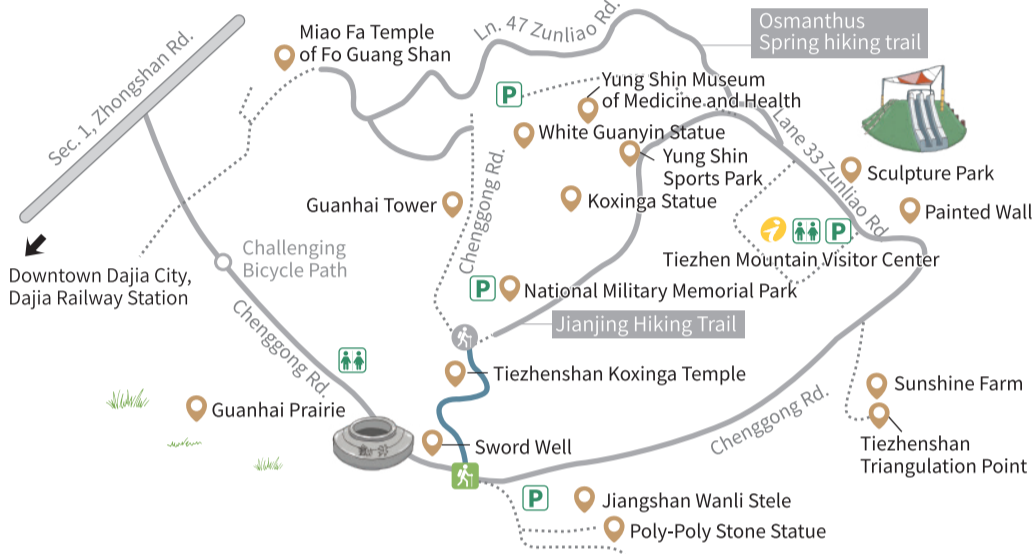 Miao Fa Temple
of Fo Guang Shan
Ln. 47 Zunliao Rd.
Osmanthus
Spring hiking trail
Sec. 1, Zhongshan Rd.
P
Yung Shin Museum
of Medicine and Health
White Guanyin Statue
Lane 33 Zunliao Rd
Yung Shin
Sports Park
Sculpture Park
Guanhai Tower
Chenggong Rd.
Koxinga Statue
Painted Wall
P
Challenging
Bicycle Path
Tiezhen Mountain Visitor Center
Downtown Dajia City,
Dajia Railway Station
P
National Military Memorial Park
Jianjing Hiking Trail
Chenggong Rd.
Tiezhenshan Koxinga Temple
Sunshine Farm
Guanhai Prairie
Chenggong Rd.
Sword Well
Tiezhenshan
Triangulation Point
P
Jiangshan Wanli Stele
Poly-Poly Stone Statue